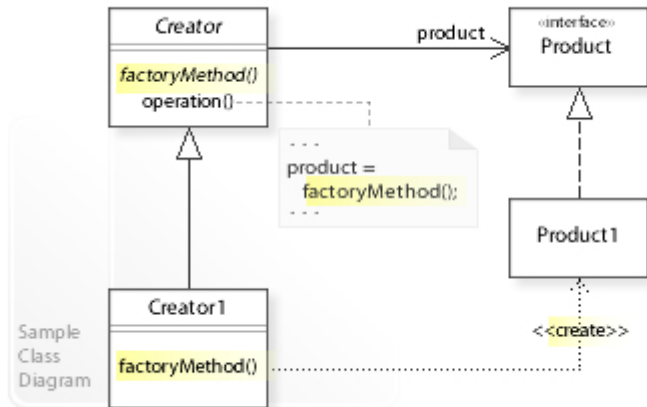 Creator
factoryMethod()
operation()
product
«interface»
Product
. . .
product =
factoryMethod();
. . .
Product1
Creator1
factoryMethod()
<<create>>
Sample
Class
Diagram